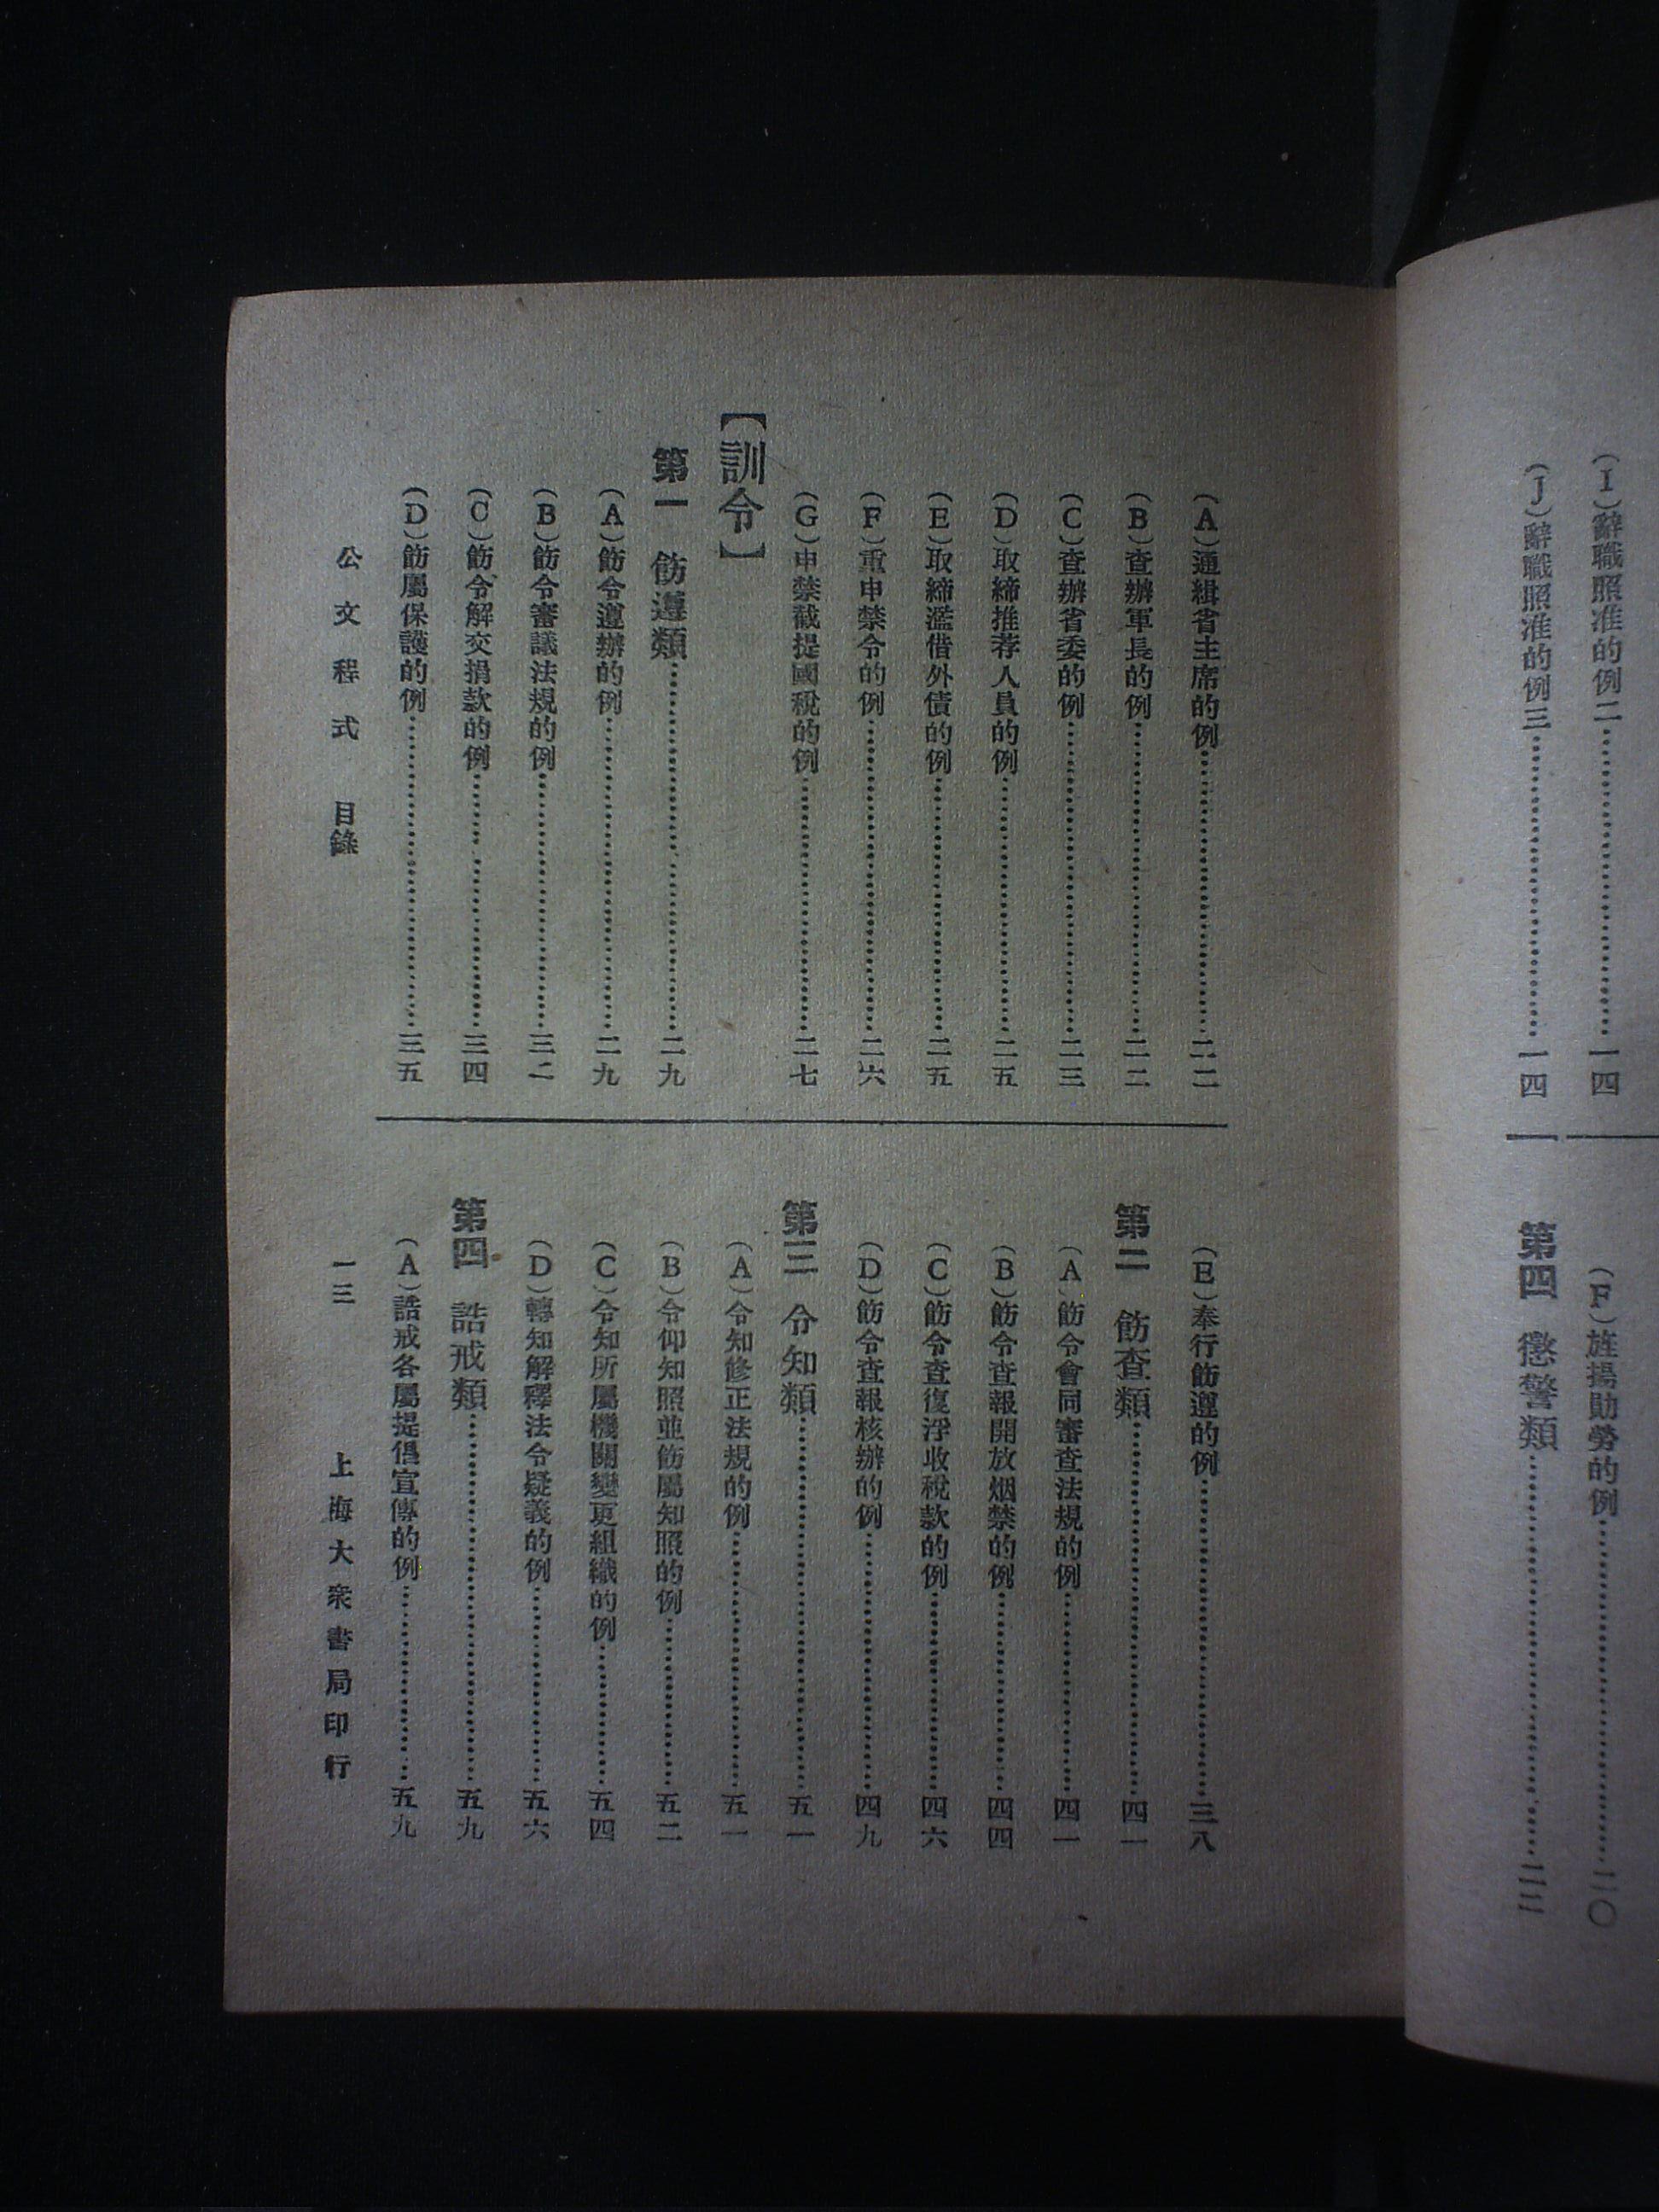 (I)辭職照准的例二……一四
(J)辭職照准的例三……一四
(F)旌揚勛勞的例……二〇
第四　懲警類……二二
(A)通緝省主席的例……二二
(B)查辦軍長的例……二二
(C)查辦省委的例……二三
(D)取締推荐人員的例……二五
(E)取締濫借外債的例……二五
(F)重申禁令的例……二六
(G)申禁截提國稅的例……二七
【訓令】
第一　飭遵類……二九
(A)飭令遵辦的例……二九
(B)飭令審議法規的例……三二
(C)飭令解交捐款的例……三四
(D)飭屬保護的例……三五
(E)奉行飭遵的例……三八
第二　飭查類……四一
(A)飭令會同審查法規的例……四一
(B)飭令查報開放烟禁的例……四四
(C)飭令查復浮收稅款的例……四六
(D)飭令查報核辦的例……四九
第三　令知類……五一
(A)令知修正法規的例……五一
(B)令仰知照並飭屬知照的例……五二
(C)令知所屬機關變更組織的例……五四
(D)轉知解釋法令疑義的例……五六
第四　誥戒類……五九
(A)誥戒各屬提倡宣傳的例……五九
公文程式　目錄　一三　上海大衆書局印行